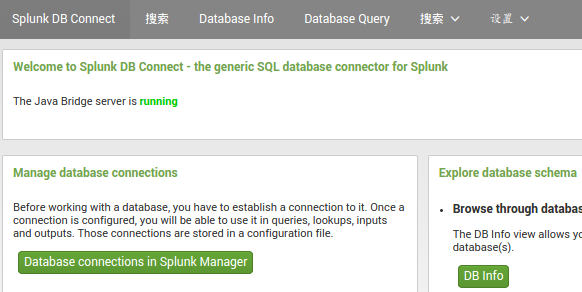 Splunk DB Connect 搜索 Database Info Database Query 搜索 设置
Welcome to Splunk DB Connect - the generic SQL database connector for Splunk
The Java Bridge server is running
Manage database connections
Before working with a database, you have to establish a connection to it. Once a
connection is configured, you will be able to use it in queries, lookups, inputs
and outputs. Those connections are stored in a configuration file.
Database connections in Splunk Manager
Explore database schema
• Browse through databas
The DB Info view allows yo
database(s).
DB Info